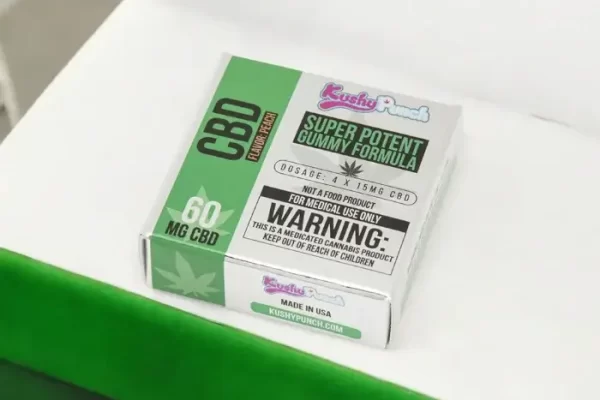 CBD
FLAVOR: PEACH
60
MG CBD
KushyPunch
SUPER POTENT
GUMMY FORMULA
DOSAGE: 4 X 15MG CBD
NOT A FOOD PRODUCT
FOR MEDICAL USE ONLY
WARNING:
THIS IS A MEDICATED CANNABIS PRODUCT
KEEP OUT OF REACH OF CHILDREN
KushyPunch
MADE IN USA
KUSHYPUNCH.COM